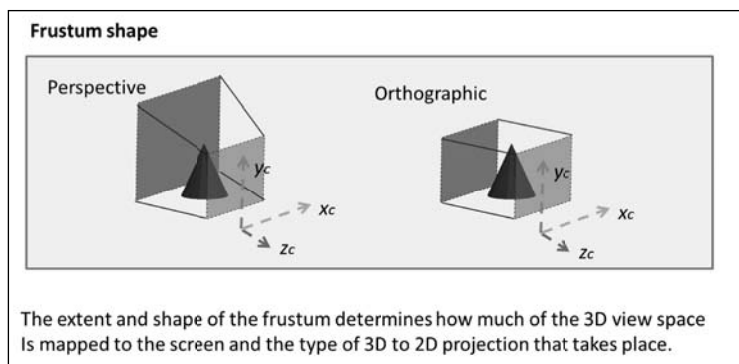 Frustum shape
Perspective
Orthographic
yc
xc
zc
yc
xc
zc
The extent and shape of the frustum determines how much of the 3D view space
Is mapped to the screen and the type of 3D to 2D projection that takes place.